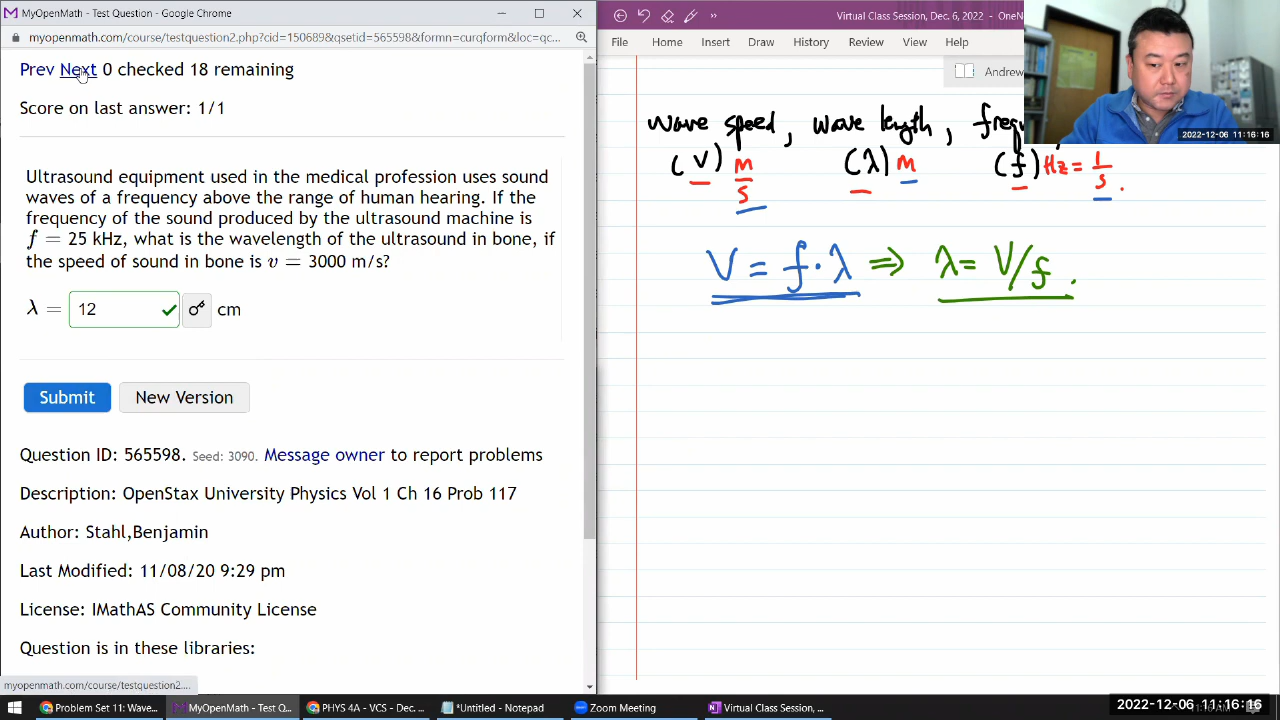 MyOpenMath - Test Question - Google Chrome
myopenmath.com/course/testquestion2.php?cid=150689&qsetid=565598&formn=curqform&loc=qc...
Prev Next 0 checked 18 remaining
Score on last answer: 1/1
Ultrasound equipment used in the medical profession uses sound
waves of a frequency above the range of human hearing. If the
frequency of the sound produced by the ultrasound machine is
f = 25 kHz, what is the wavelength of the ultrasound in bone, if
the speed of sound in bone is v = 3000 m/s?
λ = 12 cm
Submit New Version
Question ID: 565598. Seed: 3090. Message owner to report problems
Description: OpenStax University Physics Vol 1 Ch 16 Prob 117
Author: Stahl,Benjamin
Last Modified: 11/08/20 9:29 pm
License: IMathAS Community License
Question is in these libraries:
myopenmath.com/course/testquestion2....
Virtual Class Session, Dec. 6, 2022 - OneN
File Home Insert Draw History Review View Help
Andrew
2022-12-06 11:16:16
wave speed, wave length, freq
(v) m/s (λ) m (f) Hz = 1/s.
V = f · λ ⇒ λ = V/f.
Problem Set 11: Wave... MyOpenMath - Test Q... PHYS 4A - VCS - Dec. ... *Untitled - Notepad Zoom Meeting Virtual Class Session, ... 2022-12-06 11:16:16